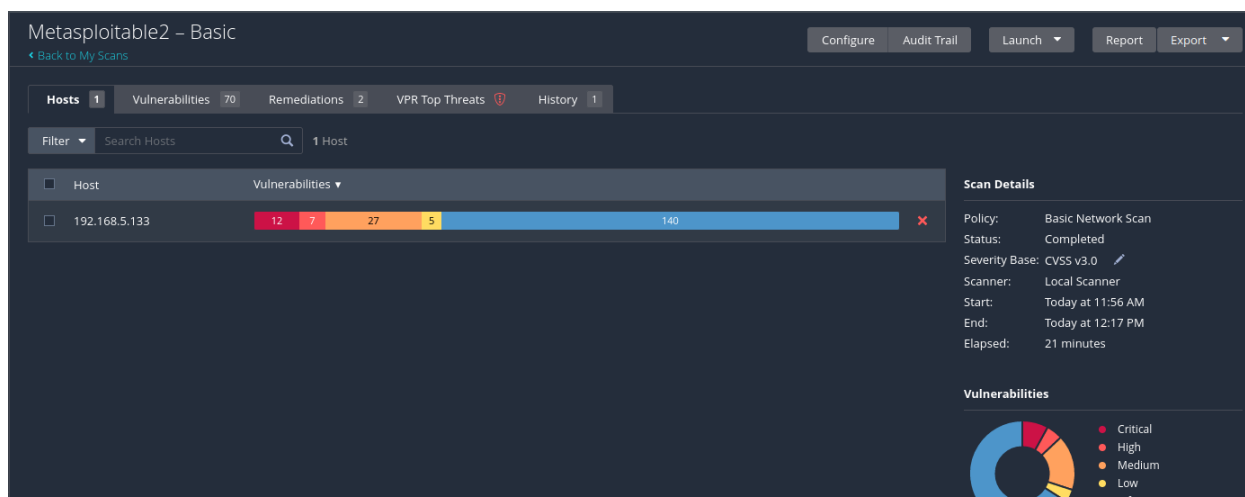 Metasploitable2 – Basic
Back to My Scans
Configure Audit Trail Launch Report Export
Hosts 1 Vulnerabilities 70 Remediations 2 VPR Top Threats History 1
Filter Search Hosts 1 Host
Host Vulnerabilities
192.168.5.133 12 7 27 5 140
Scan Details
Policy: Basic Network Scan
Status: Completed
Severity Base: CVSS v3.0
Scanner: Local Scanner
Start: Today at 11:56 AM
End: Today at 12:17 PM
Elapsed: 21 minutes
Vulnerabilities
Critical
High
Medium
Low